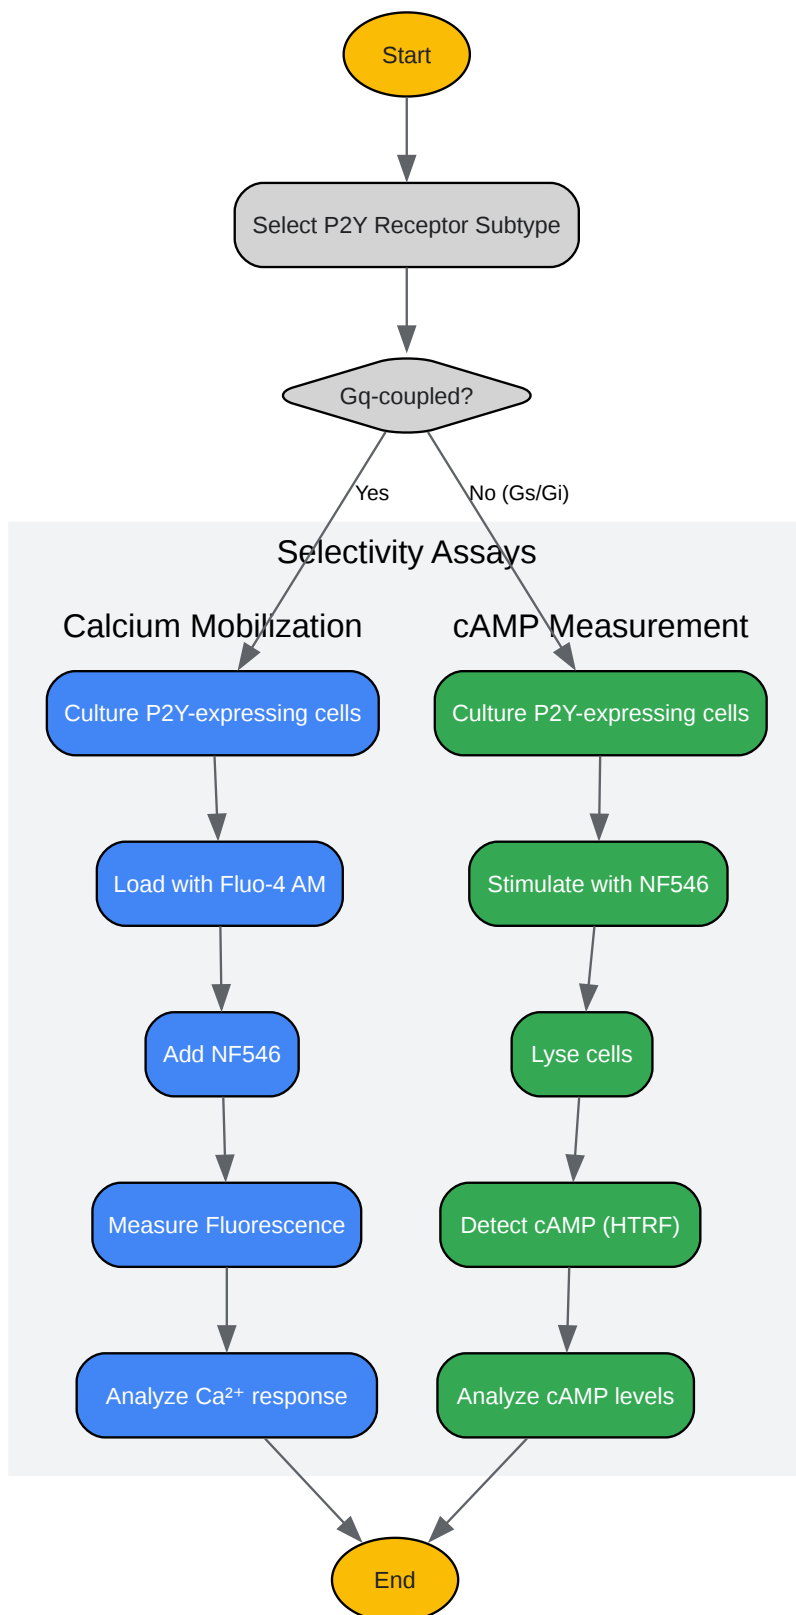 Start
Select P2Y Receptor Subtype
Gq-coupled?
Yes
No (Gs/Gi)
Selectivity Assays
Calcium Mobilization
cAMP Measurement
Culture P2Y-expressing cells
Culture P2Y-expressing cells
Load with Fluo-4 AM
Stimulate with NF546
Add NF546
Lyse cells
Measure Fluorescence
Detect cAMP (HTRF)
Analyze Ca²⁺ response
Analyze cAMP levels
End